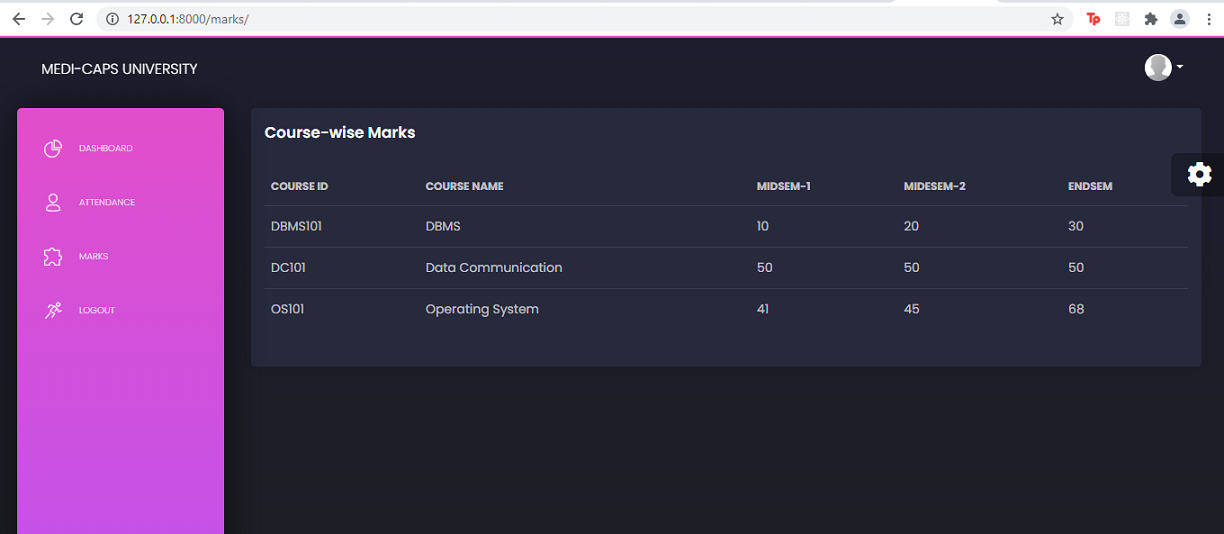 127.0.0.1:8000/marks/
Tp
MEDI-CAPS UNIVERSITY
DASHBOARD
ATTENDANCE
MARKS
LOGOUT
Course-wise Marks
COURSE ID COURSE NAME MIDSEM-1 MIDESEM-2 ENDSEM
DBMS101 DBMS 10 20 30
DC101 Data Communication 50 50 50
OS101 Operating System 41 45 68